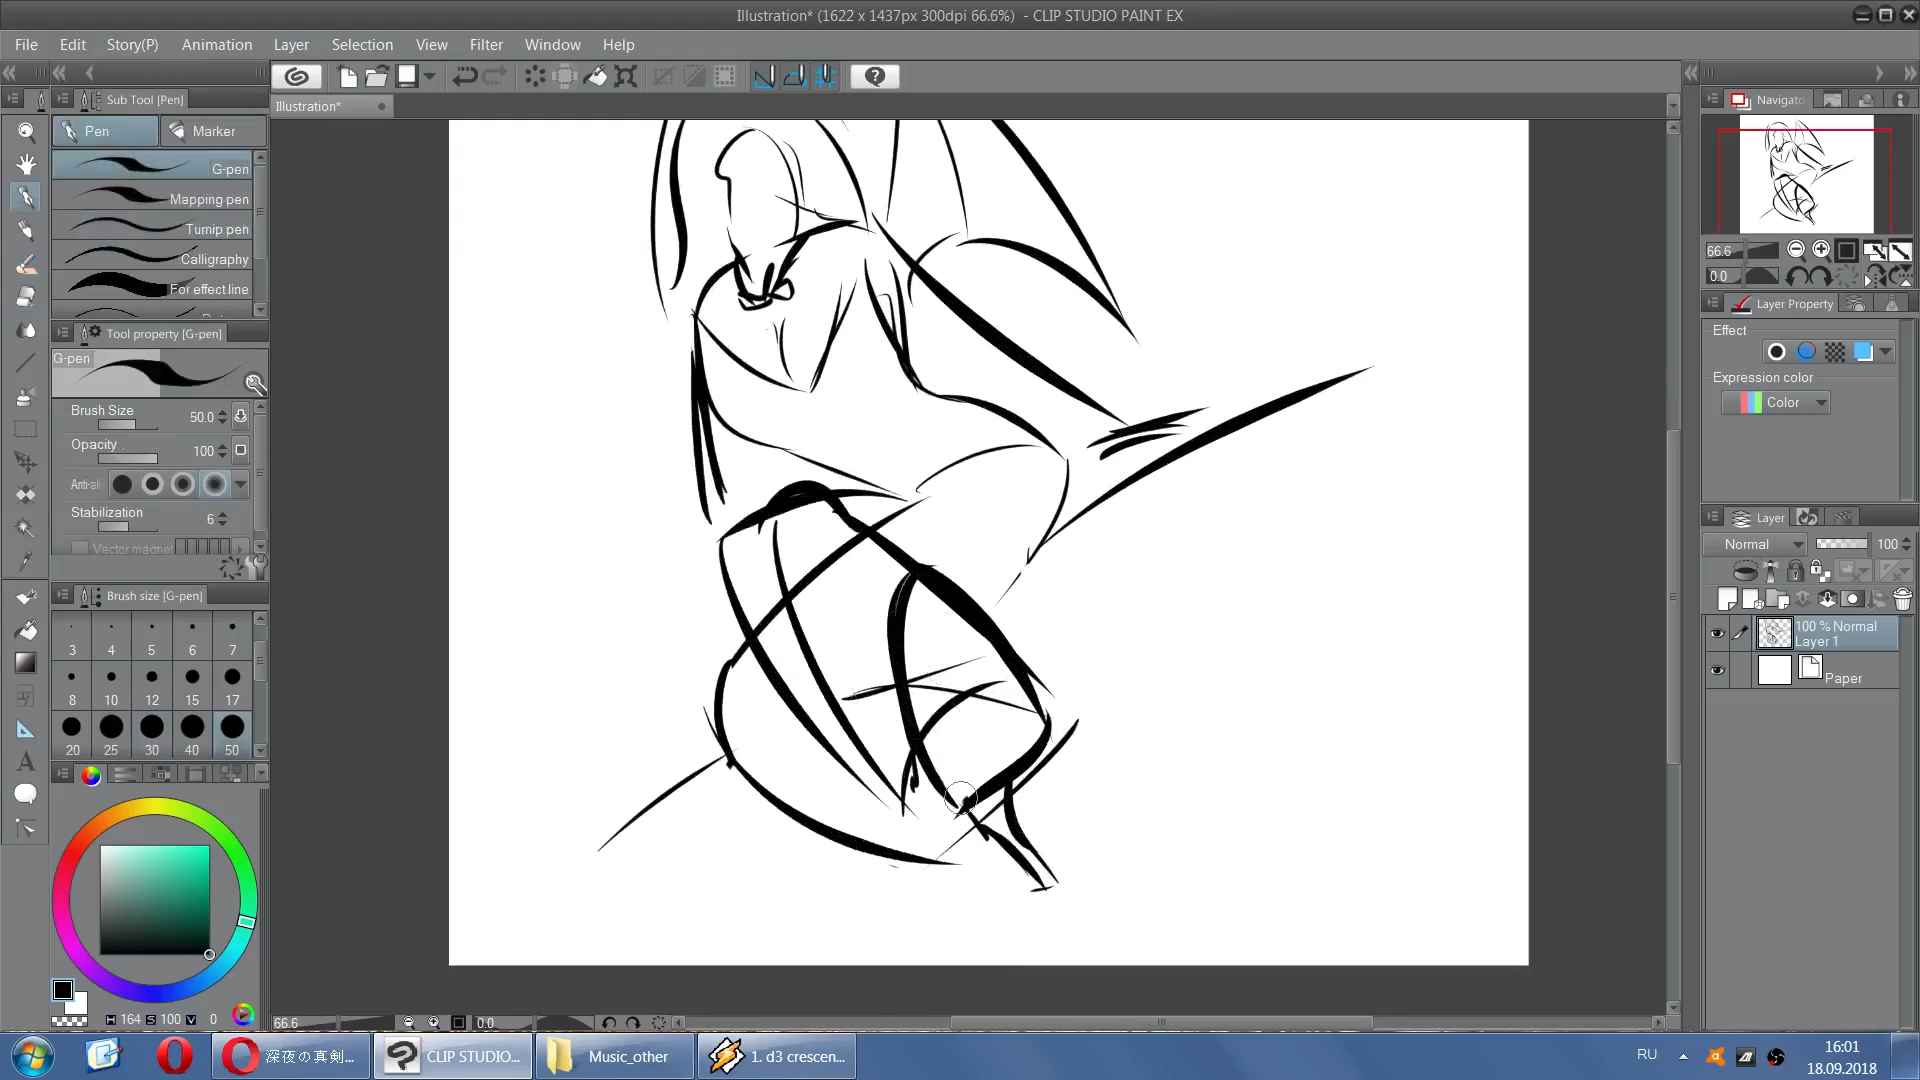 Illustration* (1622 x 1437px 300dpi 66.6%) - CLIP STUDIO PAINT EX
File Edit Story(P) Animation Layer Selection View Filter Window Help
Sub Tool [Pen]
Illustration*
Pen Marker
G-pen
Mapping pen
Turnip pen
Calligraphy
For effect line
Tool property [G-pen]
G-pen
Brush Size 50.0
Opacity 100
Anti-ali
Stabilization 6
Vector magnet
Brush size [G-pen]
3 4 5 6 7
8 10 12 15 17
20 25 30 40 50
H 164 S 100 V 0
66.6 0.0
Navigato
66.6
0.0
Layer Property
Effect
Expression color
Color
Layer
Normal 100
100 % Normal
Layer 1
Paper
深夜の真剣...
CLIP STUDIO...
Music_other
1. d3 crescen...
RU
16:01
18.09.2018